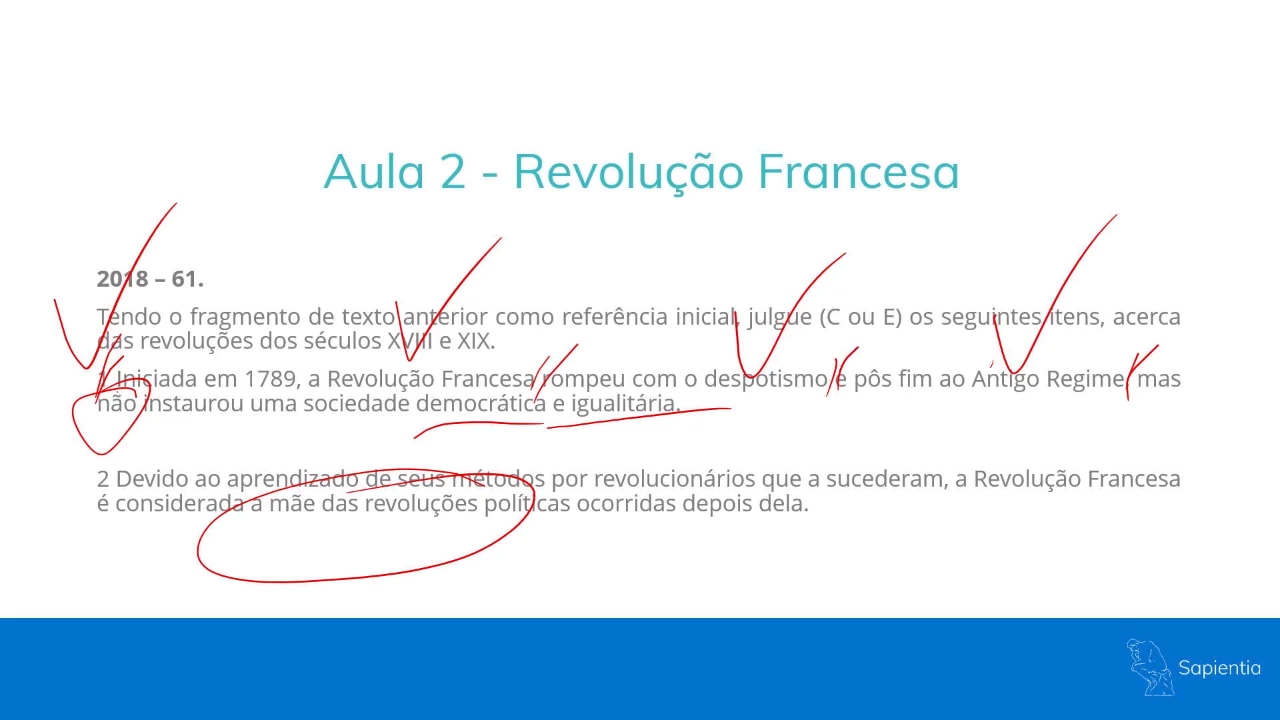 Aula 2 - Revolução Francesa
2018 – 61.
Tendo o fragmento de texto anterior como referência inicial, julgue (C ou E) os seguintes itens, acerca
das revoluções dos séculos XVIII e XIX.
1 Iniciada em 1789, a Revolução Francesa rompeu com o despotismo e pôs fim ao Antigo Regime, mas
não instaurou uma sociedade democrática e igualitária.
2 Devido ao aprendizado de seus métodos por revolucionários que a sucederam, a Revolução Francesa
é considerada a mãe das revoluções políticas ocorridas depois dela.
Sapientia